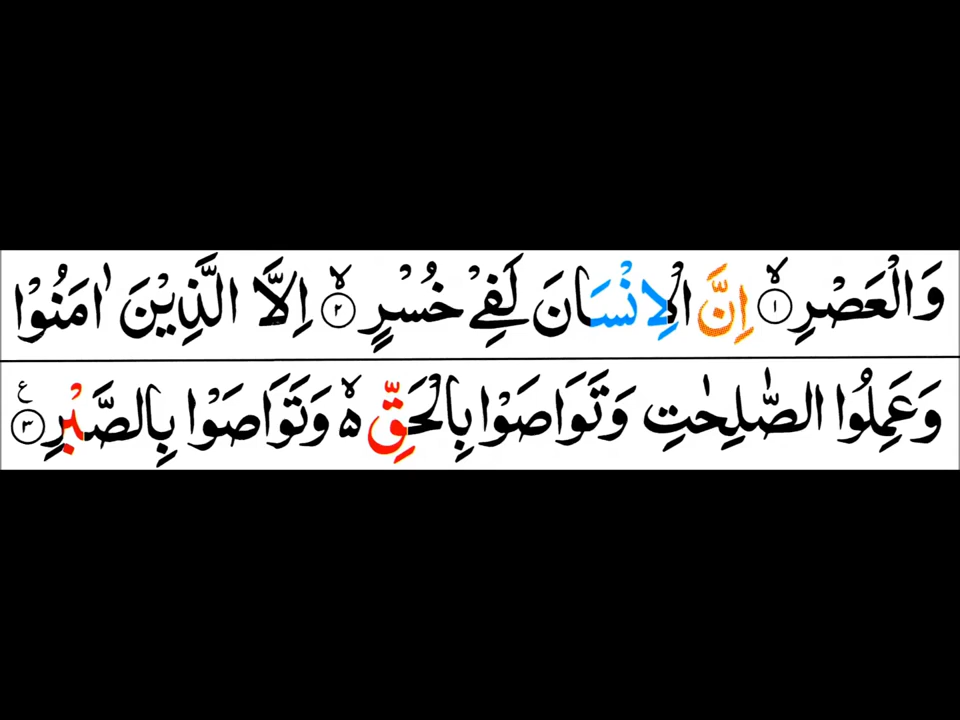 وَالْعَصْرِ ۙ﴿۱﴾ اِنَّ الْاِنْسَانَ لَفِیْ خُسْرٍ ۙ﴿۲﴾ اِلَّا الَّذِیْنَ اٰمَنُوْا
وَعَمِلُوا الصّٰلِحٰتِ وَتَوَاصَوْا بِالْحَقِّ ۙ۬ وَتَوَاصَوْا بِالصَّبْرِ ﴿۳﴾ ع